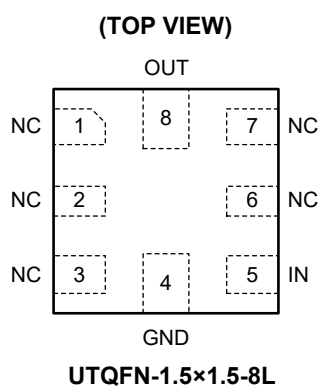 (TOP VIEW)
OUT
NC 1 8 7 NC
NC 2 6 NC
NC 3 4 5 IN
GND
UTQFN-1.5×1.5-8L